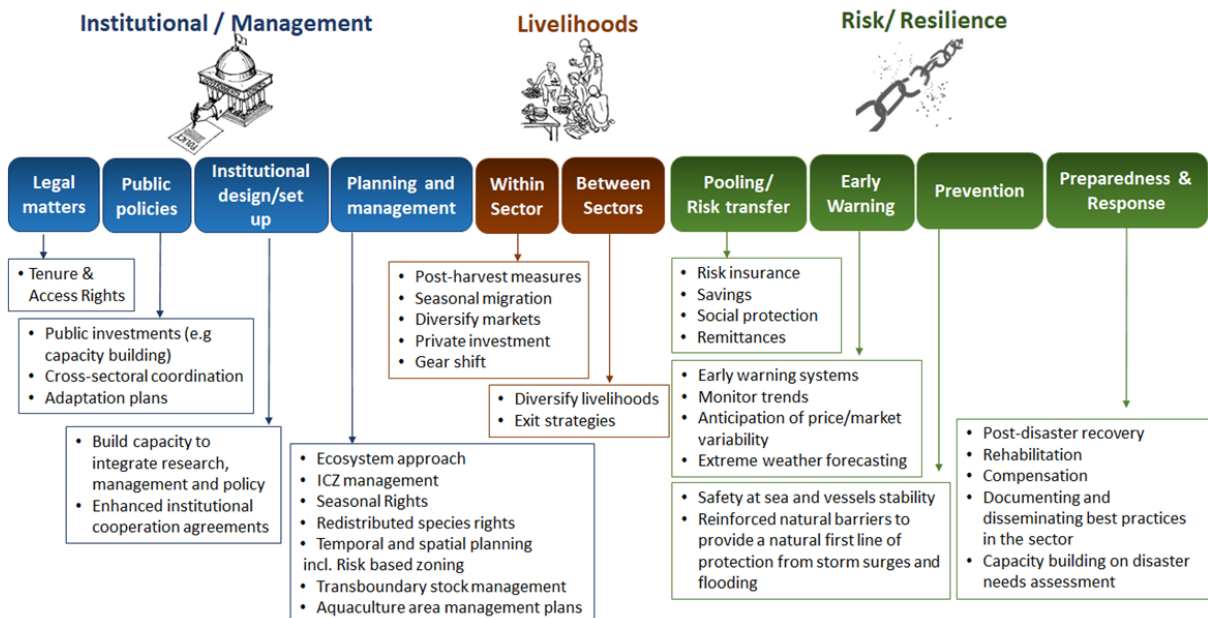 Institutional / Management
Livelihoods
Risk/ Resilience
POLICY
Legal
matters
Public
policies
Institutional
design/set
up
Planning and
management
Within
Sector
Between
Sectors
Pooling/
Risk transfer
Early
Warning
Prevention
Preparedness &
Response
• Tenure &
Access Rights
• Public investments (e.g
capacity building)
• Cross-sectoral coordination
• Adaptation plans
• Build capacity to
integrate research,
management and policy
• Enhanced institutional
cooperation agreements
• Ecosystem approach
• ICZ management
• Seasonal Rights
• Redistributed species rights
• Temporal and spatial planning
incl. Risk based zoning
• Transboundary stock management
• Aquaculture area management plans
• Post-harvest measures
• Seasonal migration
• Diversify markets
• Private investment
• Gear shift
• Diversify livelihoods
• Exit strategies
• Risk insurance
• Savings
• Social protection
• Remittances
• Early warning systems
• Monitor trends
• Anticipation of price/market
variability
• Extreme weather forecasting
• Safety at sea and vessels stability
• Reinforced natural barriers to
provide a natural first line of
protection from storm surges and
flooding
• Post-disaster recovery
• Rehabilitation
• Compensation
• Documenting and
disseminating best practices
in the sector
• Capacity building on disaster
needs assessment